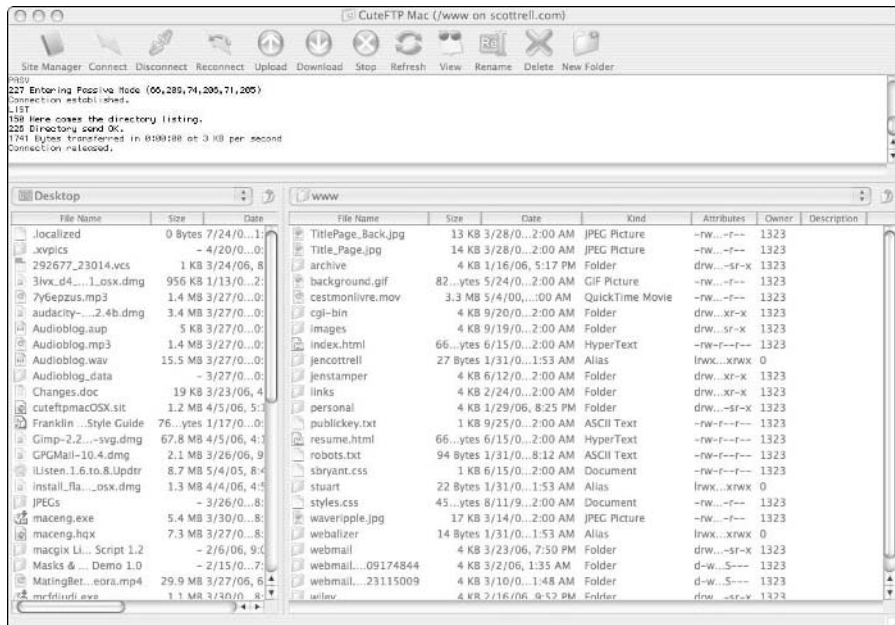 CuteFTP Mac (/www on scottrell.com)
Site Manager Connect Disconnect Reconnect Upload Download Stop Refresh View Rename Delete New Folder
PASV
227 Entering Passive Mode (66,209,74,206,71,205)
Connection established.
LIST
150 Here comes the directory listing.
226 Directory send OK.
1741 Bytes transferred in 0:00:00 at 3 KB per second
Connection released.
Desktop www
File Name Size Date File Name Size Date Kind Attributes Owner Description
.localized 0 Bytes 7/24/0...1: TitlePage_Back.jpg 13 KB 3/28/0...2:00 AM JPEG Picture -rw...-r-- 1323
.xvpics - 4/20/0...0: Title_Page.jpg 14 KB 3/28/0...2:00 AM JPEG Picture -rw...-r-- 1323
292677_23014.vcs 1 KB 3/24/06, 8 archive 4 KB 1/16/06, 5:17 PM Folder drw...-sr-x 1323
3ivx_d4_...1_osx.dmg 956 KB 1/13/0...2: background.gif 82...ytes 5/24/0...2:00 AM GIF Picture -rw...-r-- 1323
7y6epzus.mp3 1.4 MB 3/27/0...0: cestmonlivre.mov 3.3 MB 5/4/00,...:00 AM QuickTime Movie -rw...-r-- 1323
audacity-...2.4b.dmg 3.4 MB 3/27/0...0: cgi-bin 4 KB 9/20/0...2:00 AM Folder drw...xr-x 1323
Audioblog.aup 5 KB 3/27/0...0: images 4 KB 9/19/0...2:00 AM Folder drw...sr-x 1323
Audioblog.mp3 1.4 MB 3/27/0...0: index.html 66...ytes 6/15/0...2:00 AM HyperText -rw-r--r-- 1323
Audioblog.wav 15.5 MB 3/27/0...0: jencottrell 27 Bytes 1/31/0...1:53 AM Alias lrwx...xrwx 0
Audioblog_data - 3/27/0...0: jenstamper 4 KB 6/12/0...2:00 AM Folder drw...xr-x 1323
Changes.doc 19 KB 3/23/06, 4 links 4 KB 2/24/0...2:00 AM Folder drw...xr-x 1323
cuteftpmacOSX.sit 1.2 MB 4/5/06, 5:1 personal 4 KB 1/29/06, 8:25 PM Folder drw...-sr-x 1323
Franklin ...Style Guide 76...ytes 1/17/0...0: publickey.txt 1 KB 9/25/0...2:00 AM ASCII Text -rw-r--r-- 1323
Gimp-2.2...-svg.dmg 67.8 MB 4/5/06, 4: resume.html 66...ytes 6/15/0...2:00 AM HyperText -rw-r--r-- 1323
GPGMail-10.4.dmg 2.1 MB 3/26/06, 9 robots.txt 94 Bytes 1/31/0...8:12 AM ASCII Text -rw-r--r-- 1323
iListen.1.6.to.8.Updtr 8.7 MB 5/4/05, 8:4 sbryant.css 1 KB 6/15/0...2:00 AM Document -rw-r--r-- 1323
install_fla..._osx.dmg 1.3 MB 4/4/06, 4:5 stuart 22 Bytes 1/31/0...1:53 AM Alias lrwx...xrwx 0
JPEGs - 3/26/0...8: styles.css 45...ytes 8/11/9...2:00 AM Document -rw...-r-- 1323
maceng.exe 5.4 MB 3/30/0...8: waveripple.jpg 17 KB 3/14/0...2:00 AM JPEG Picture -rw...-r-- 1323
maceng.hqx 7.3 MB 3/27/0...8: webalizer 14 Bytes 1/31/0...1:53 AM Alias lrwx...xrwx 0
macgix Li... Script 1.2 - 2/6/06, 9:0 webmail 4 KB 3/23/06, 7:50 PM Folder drw...-sr-x 1323
Masks & ... Demo 1.0 - 2/15/0...7: webmail....09174844 4 KB 3/2/06, 1:35 AM Folder d-w...S--- 1323
MatingBet...eora.mp4 29.9 MB 3/27/06, 6 webmail....23115009 4 KB 3/10/0...1:48 AM Folder d-w...S--- 1323
mcfdjudi.exe 1.1 MB 3/30/0...8: wiley 4 KB 2/16/06, 9:52 PM Folder drw...-sr-x 1323